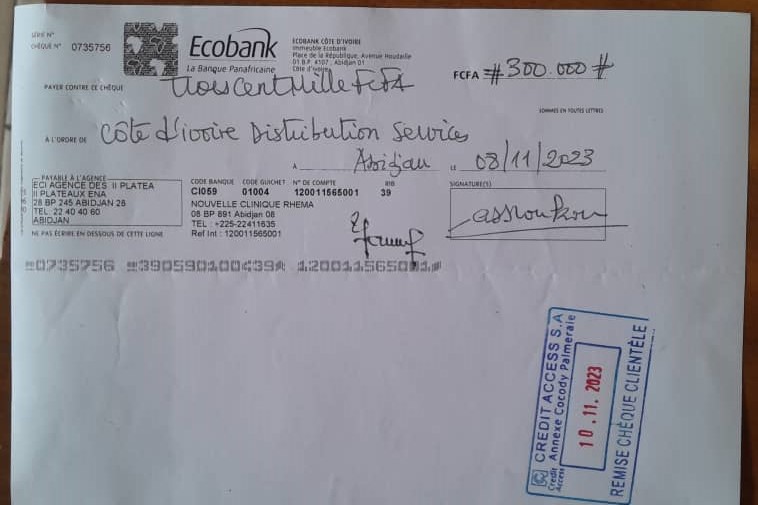 SÉRIE N°
CHÈQUE N° 0735756
Ecobank
La Banque Panafricaine
ECOBANK CÔTE D'IVOIRE
Immeuble Ecobank
Place de la République, Avenue Houdaille
01 B.P. 4107 - Abidjan 01
Côte d'Ivoire
FCFA # 300.000 #
PAYER CONTRE CE CHÈQUE
Trois cent Mille FCFA
SOMMES EN TOUTES LETTRES
À L'ORDRE DE Côte d'ivoire Distribution Services
A Abidjan LE 08/11/2023
PAYABLE À L'AGENCE
ECI AGENCE DES II PLATEA
II PLATEAUX ENA
28 BP 245 ABIDJAN 28
TEL. 22 40 40 60
ABIDJAN
CODE BANQUE CODE GUICHET N° DE COMPTE RIB
CI059 01004 120011565001 39
NOUVELLE CLINIQUE RHEMA
08 BP 891 Abidjan 08
TEL : +225-22411635
Ref Int : 120011565001
SIGNATURE(S)
NE PAS ÉCRIRE EN DESSOUS DE CETTE LIGNE
CREDIT ACCESS S.A
Annexe Cocody Palmeraie
Credit Access
10.11.2023
REMISE CHÈQUE CLIENTÈLE